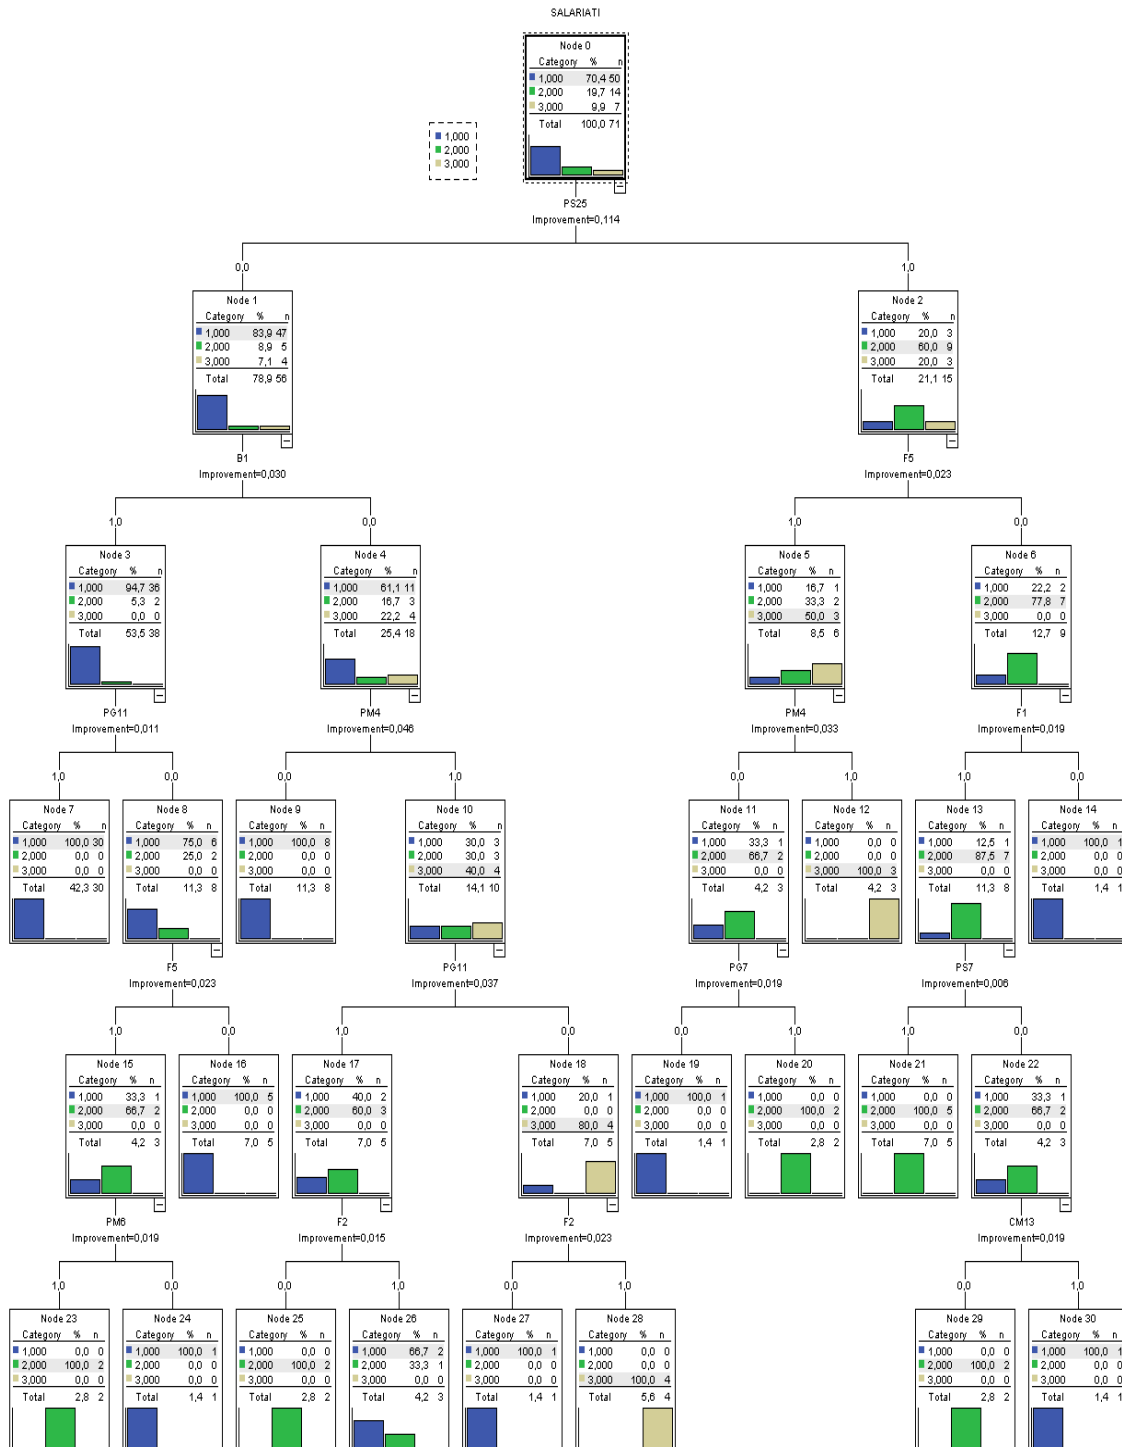 SALARIATI
Node 0
Category % n
1,000 70,4 50
2,000 19,7 14
3,000 9,9 7
Total 100,0 71
1,000
2,000
3,000
PS25
Improvement=0,114
0,0
1,0
Node 1
Category % n
1,000 83,9 47
2,000 8,9 5
3,000 7,1 4
Total 78,9 56
Node 2
Category % n
1,000 20,0 3
2,000 60,0 9
3,000 20,0 3
Total 21,1 15
B1
Improvement=0,030
F5
Improvement=0,023
1,0
0,0
1,0
0,0
Node 3
Category % n
1,000 94,7 36
2,000 5,3 2
3,000 0,0 0
Total 53,5 38
Node 4
Category % n
1,000 61,1 11
2,000 16,7 3
3,000 22,2 4
Total 25,4 18
Node 5
Category % n
1,000 16,7 1
2,000 33,3 2
3,000 50,0 3
Total 8,5 6
Node 6
Category % n
1,000 22,2 2
2,000 77,8 7
3,000 0,0 0
Total 12,7 9
PG11
Improvement=0,011
PM4
Improvement=0,046
PM4
Improvement=0,033
F1
Improvement=0,019
1,0
0,0
0,0
1,0
0,0
1,0
1,0
0,0
Node 7
Category % n
1,000 100,0 30
2,000 0,0 0
3,000 0,0 0
Total 42,3 30
Node 8
Category % n
1,000 75,0 6
2,000 25,0 2
3,000 0,0 0
Total 11,3 8
Node 9
Category % n
1,000 100,0 8
2,000 0,0 0
3,000 0,0 0
Total 11,3 8
Node 10
Category % n
1,000 30,0 3
2,000 30,0 3
3,000 40,0 4
Total 14,1 10
Node 11
Category % n
1,000 33,3 1
2,000 66,7 2
3,000 0,0 0
Total 4,2 3
Node 12
Category % n
1,000 0,0 0
2,000 0,0 0
3,000 100,0 3
Total 4,2 3
Node 13
Category % n
1,000 12,5 1
2,000 87,5 7
3,000 0,0 0
Total 11,3 8
Node 14
Category % n
1,000 100,0 1
2,000 0,0 0
3,000 0,0 0
Total 1,4 1
F5
Improvement=0,023
PG11
Improvement=0,037
PG7
Improvement=0,019
PS7
Improvement=0,006
1,0
0,0
1,0
0,0
0,0
1,0
1,0
0,0
Node 15
Category % n
1,000 33,3 1
2,000 66,7 2
3,000 0,0 0
Total 4,2 3
Node 16
Category % n
1,000 100,0 5
2,000 0,0 0
3,000 0,0 0
Total 7,0 5
Node 17
Category % n
1,000 40,0 2
2,000 60,0 3
3,000 0,0 0
Total 7,0 5
Node 18
Category % n
1,000 20,0 1
2,000 0,0 0
3,000 80,0 4
Total 7,0 5
Node 19
Category % n
1,000 100,0 1
2,000 0,0 0
3,000 0,0 0
Total 1,4 1
Node 20
Category % n
1,000 0,0 0
2,000 100,0 2
3,000 0,0 0
Total 2,8 2
Node 21
Category % n
1,000 0,0 0
2,000 100,0 5
3,000 0,0 0
Total 7,0 5
Node 22
Category % n
1,000 33,3 1
2,000 66,7 2
3,000 0,0 0
Total 4,2 3
PM6
Improvement=0,019
F2
Improvement=0,015
F2
Improvement=0,023
CM13
Improvement=0,019
1,0
0,0
0,0
1,0
0,0
1,0
0,0
1,0
Node 23
Category % n
1,000 0,0 0
2,000 100,0 2
3,000 0,0 0
Total 2,8 2
Node 24
Category % n
1,000 100,0 1
2,000 0,0 0
3,000 0,0 0
Total 1,4 1
Node 25
Category % n
1,000 0,0 0
2,000 100,0 2
3,000 0,0 0
Total 2,8 2
Node 26
Category % n
1,000 66,7 2
2,000 33,3 1
3,000 0,0 0
Total 4,2 3
Node 27
Category % n
1,000 100,0 1
2,000 0,0 0
3,000 0,0 0
Total 1,4 1
Node 28
Category % n
1,000 0,0 0
2,000 0,0 0
3,000 100,0 4
Total 5,6 4
Node 29
Category % n
1,000 0,0 0
2,000 100,0 2
3,000 0,0 0
Total 2,8 2
Node 30
Category % n
1,000 100,0 1
2,000 0,0 0
3,000 0,0 0
Total 1,4 1